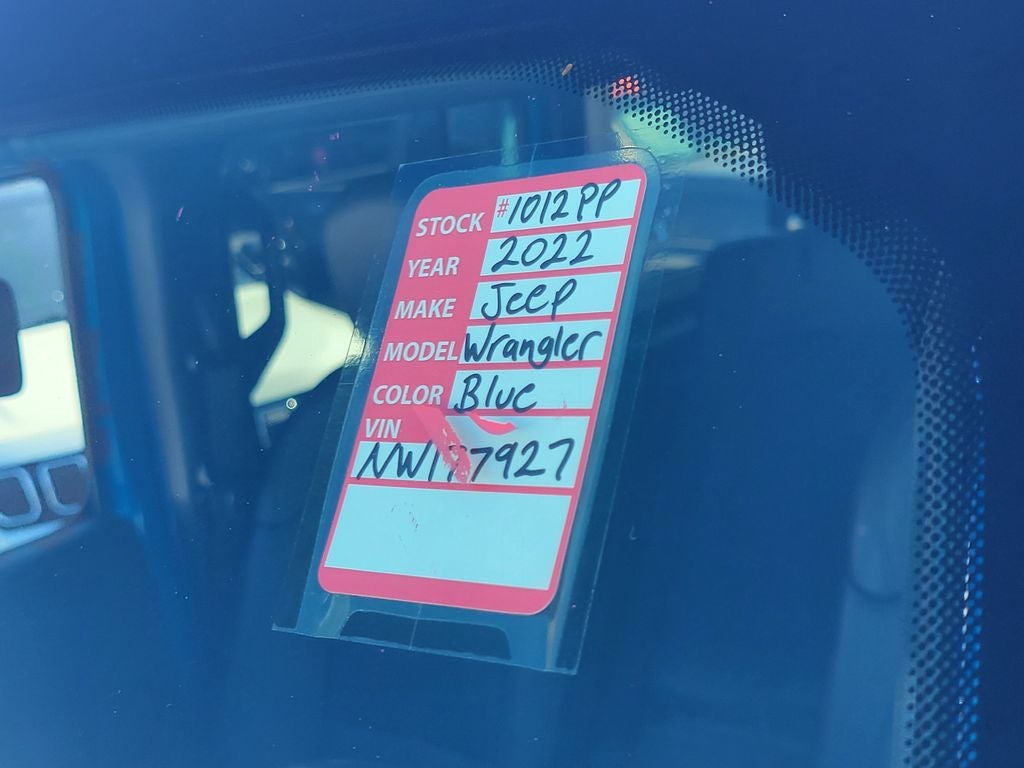 STOCK #1012PP
YEAR 2022
MAKE Jeep
MODEL Wrangler
COLOR Blue
VIN